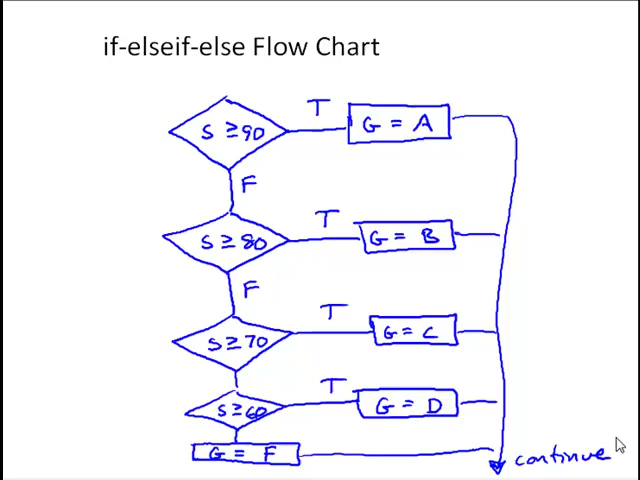 if-elseif-else Flow Chart
S ≥ 90
T
G = A
F
S ≥ 80
T
G = B
F
S ≥ 70
T
G = C
S ≥ 60
T
G = D
G = F
continue